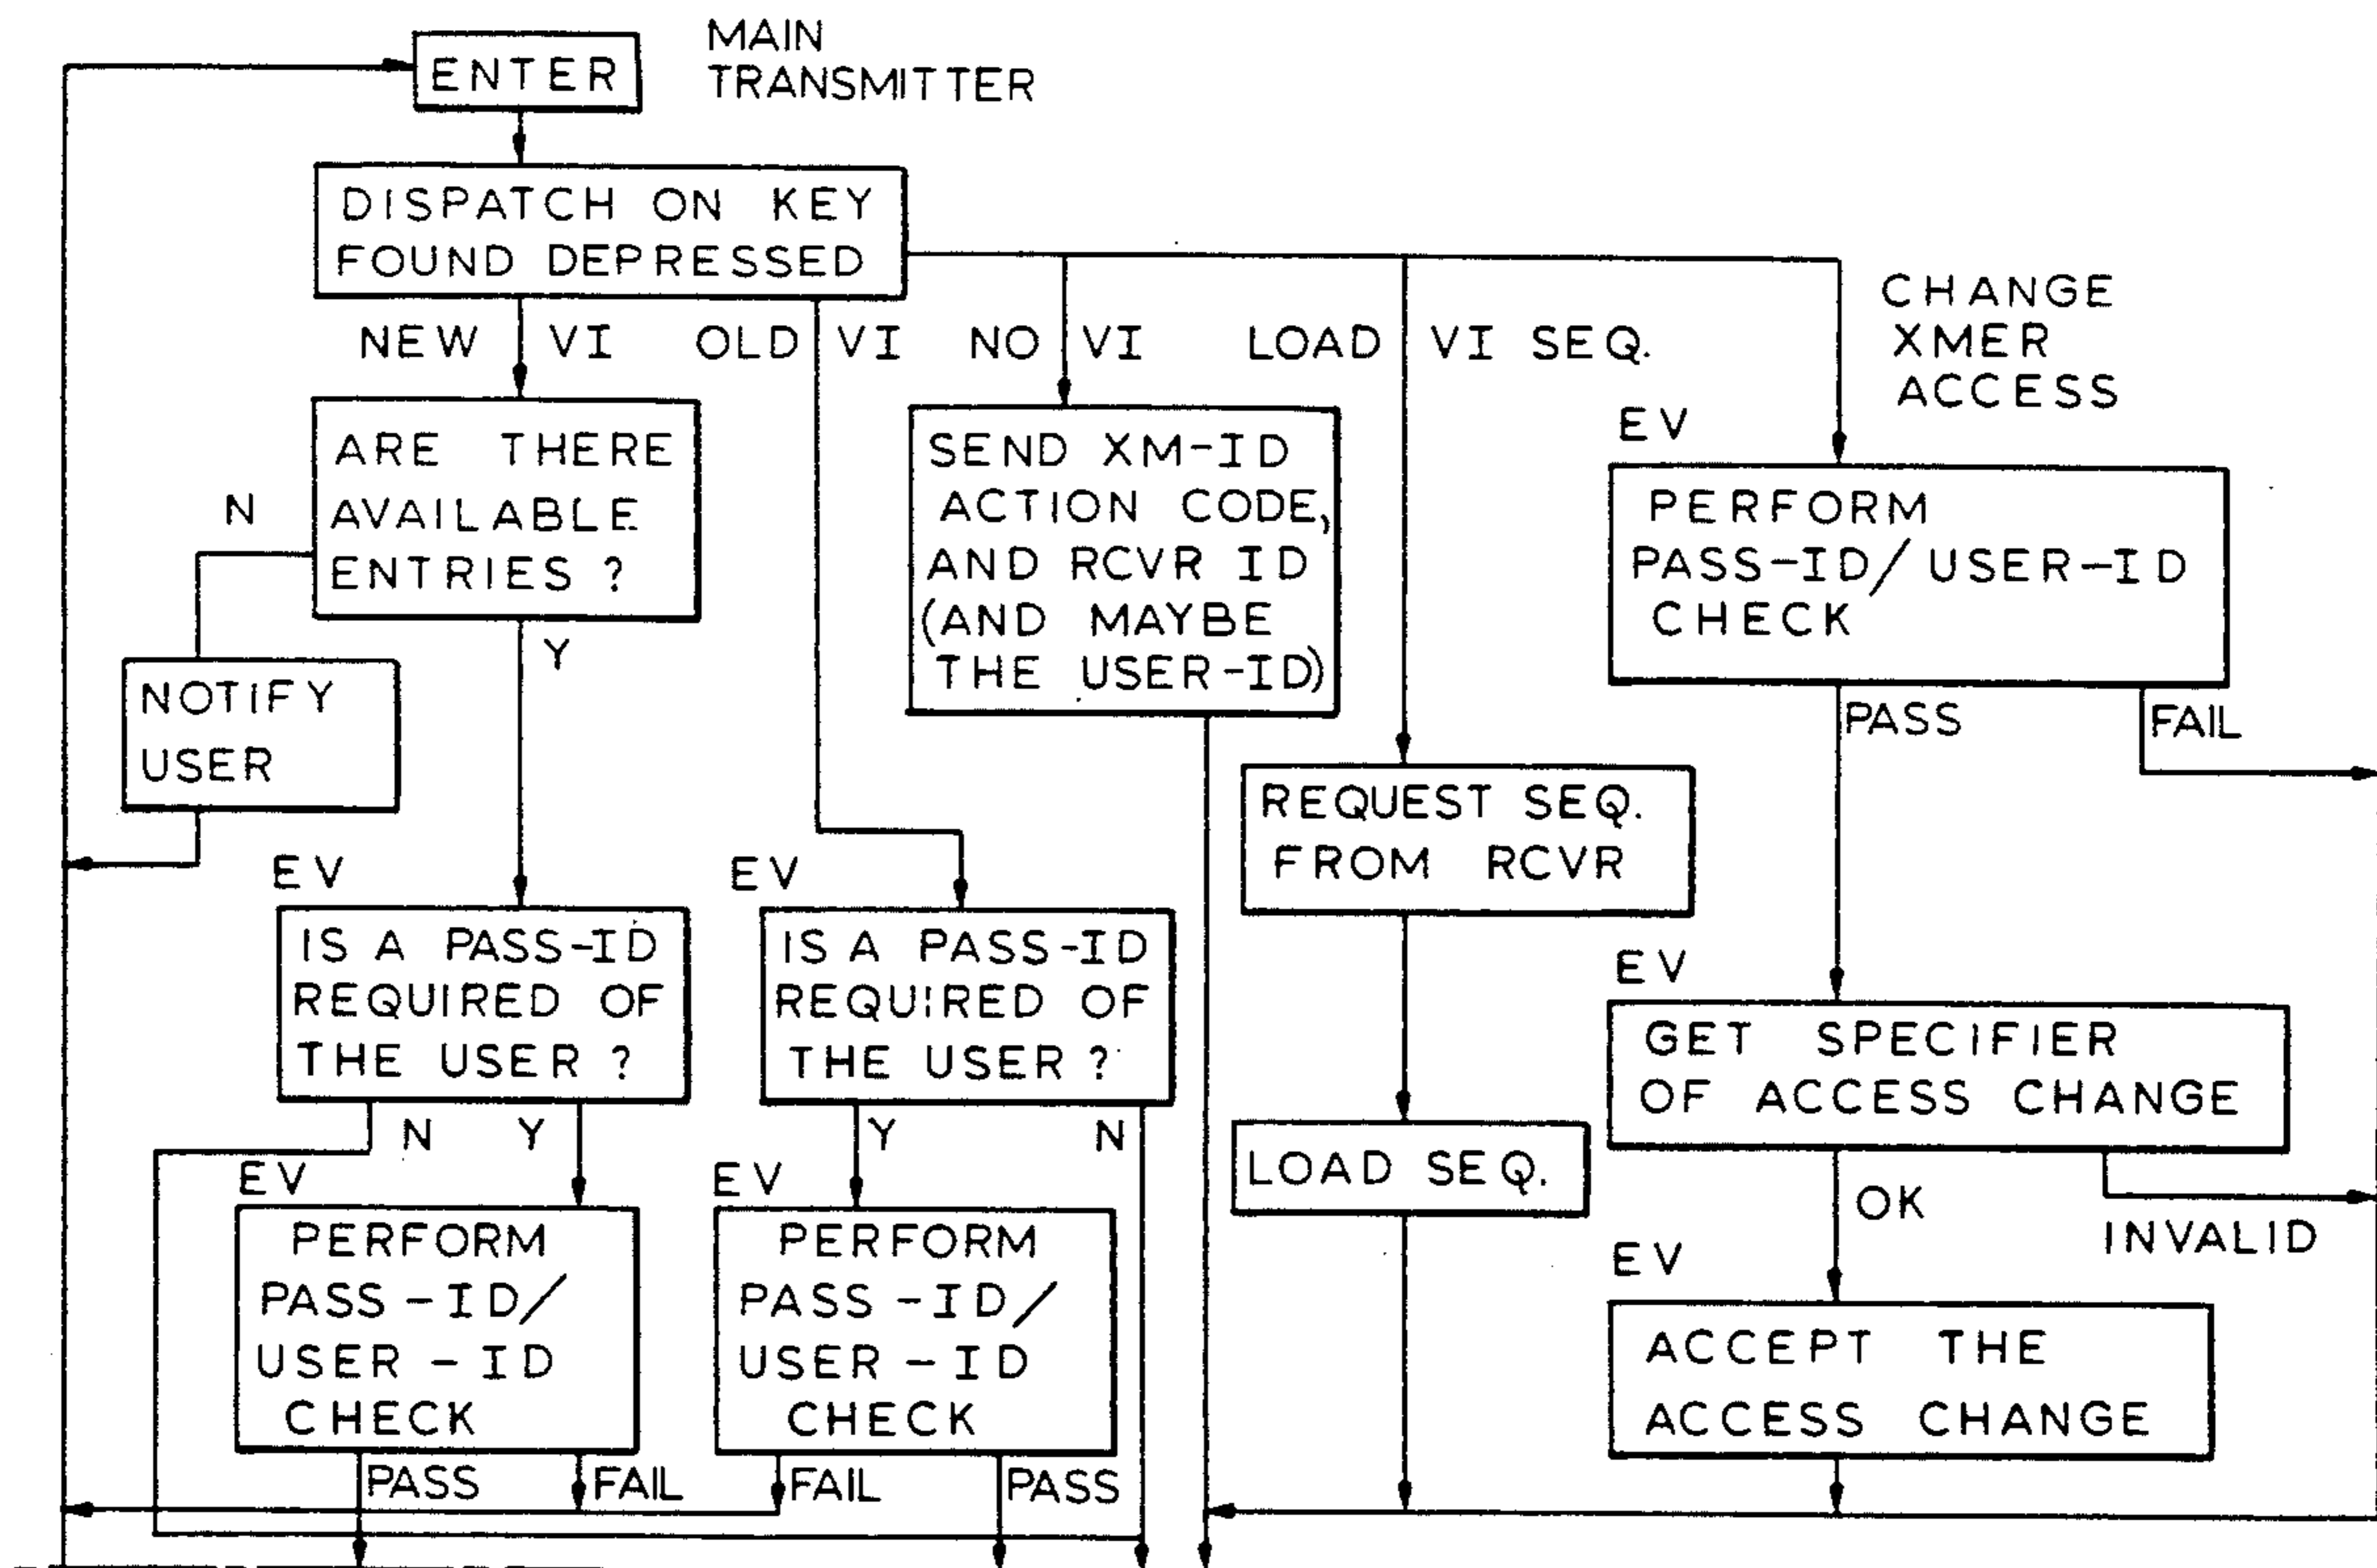 MAIN
TRANSMITTER
ENTER
DISPATCH ON KEY
FOUND DEPRESSED
NEW VI
OLD VI
NO VI
LOAD VI SEQ.
CHANGE
XMER
ACCESS
ARE THERE
AVAILABLE
ENTRIES ?
N
Y
NOTIFY
USER
SEND XM-ID
ACTION CODE,
AND RCVR ID
(AND MAYBE
THE USER-ID)
EV
PERFORM
PASS-ID/USER-ID
CHECK
PASS
FAIL
REQUEST SEQ.
FROM RCVR
LOAD SEQ.
EV
IS A PASS-ID
REQUIRED OF
THE USER ?
N
Y
EV
IS A PASS-ID
REQUIRED OF
THE USER ?
Y
N
EV
GET SPECIFIER
OF ACCESS CHANGE
OK
INVALID
EV
PERFORM
PASS-ID/
USER-ID
CHECK
PASS
FAIL
EV
PERFORM
PASS-ID/
USER-ID
CHECK
FAIL
PASS
EV
ACCEPT THE
ACCESS CHANGE